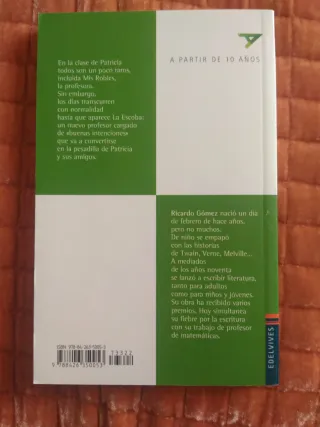 A PARTIR DE 10 AÑOS
En la clase de Patricia
todos son un poco raros,
incluida Mis Robles,
la profesora.
Sin embargo,
los días transcurren
con normalidad
hasta que aparece La Escoba:
un nuevo profesor cargado
de «buenas intenciones»
que va a convertirse
en la pesadilla de Patricia
y sus amigos.
Ricardo Gómez nació un día
de febrero de hace años,
pero no muchos.
De niño se empapó
con las historias
de Twain, Verne, Melville...
A mediados
de los años noventa
se lanzó a escribir literatura,
tanto para adultos
como para niños y jóvenes.
Su obra ha recibido varios
premios. Hoy simultanea
su fiebre por la escritura
con su trabajo de profesor
de matemáticas.
EDELVIVES